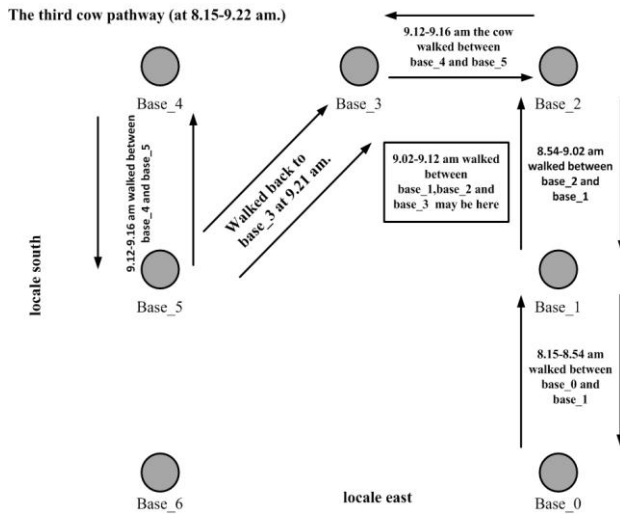 The third cow pathway (at 8.15-9.22 am.)
9.12-9.16 am the cow
walked between
base_4 and base_5
Base_4
Base_3
Base_2
9.12-9.16 am walked between
base_4 and base_5
Walked back to
base_3 at 9.21 am.
9.02-9.12 am walked
between
base_1,base_2 and
base_3 may be here
8.54-9.02 am
walked between
base_2 and
base_1
locale south
Base_5
Base_1
8.15-8.54 am
walked between
base_0 and
base_1
Base_6
locale east
Base_0